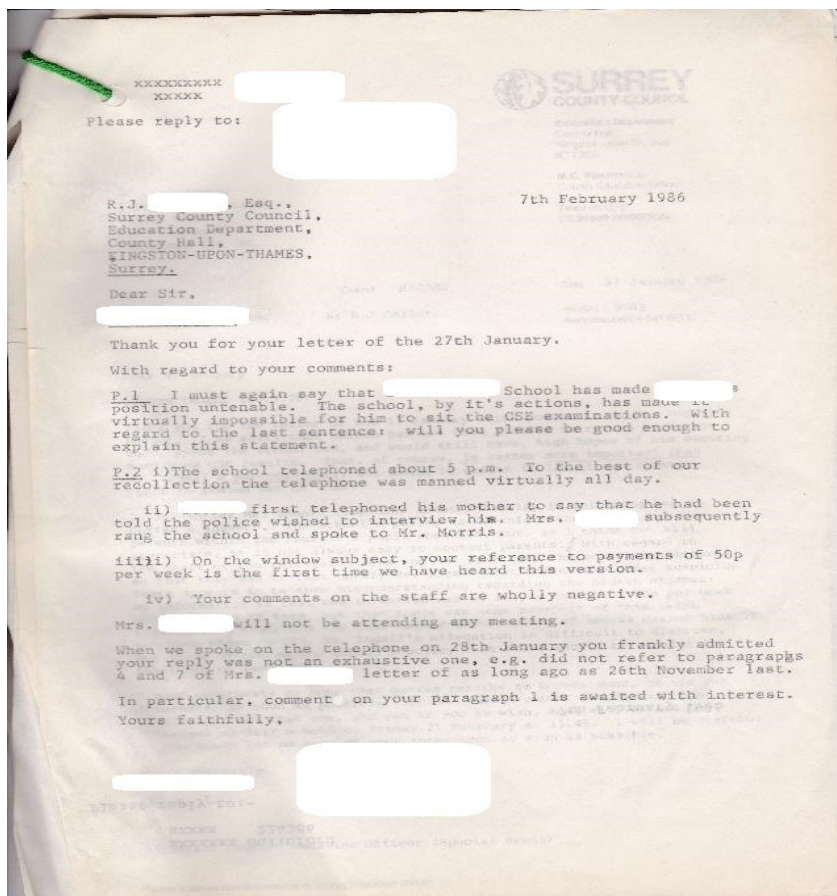 XXXXXXXXX
XXXXX
Please reply to:
SURREY
COUNTY COUNCIL
7th February 1986
R.J. , Esq.,
Surrey County Council,
Education Department,
County Hall,
KINGSTON-UPON-THAMES,
Surrey.
Dear Sir,
Thank you for your letter of the 27th January.
With regard to your comments:
P.1 I must again say that School has made s
position untenable. The school, by it's actions, has made it
virtually impossible for him to sit the CSE examinations. With
regard to the last sentence: will you please be good enough to
explain this statement.
P.2 i)The school telephoned about 5 p.m. To the best of our
recollection the telephone was manned virtually all day.
ii) first telephoned his mother to say that he had been
told the police wished to interview him. Mrs. subsequently
rang the school and spoke to Mr. Morris.
iiiii) On the window subject, your reference to payments of 50p
per week is the first time we have heard this version.
iv) Your comments on the staff are wholly negative.
Mrs. will not be attending any meeting.
When we spoke on the telephone on 28th January you frankly admitted
your reply was not an exhaustive one, e.g. did not refer to paragraphs
4 and 7 of Mrs. letter of as long ago as 26th November last.
In particular, comment on your paragraph 1 is awaited with interest.
Yours faithfully,